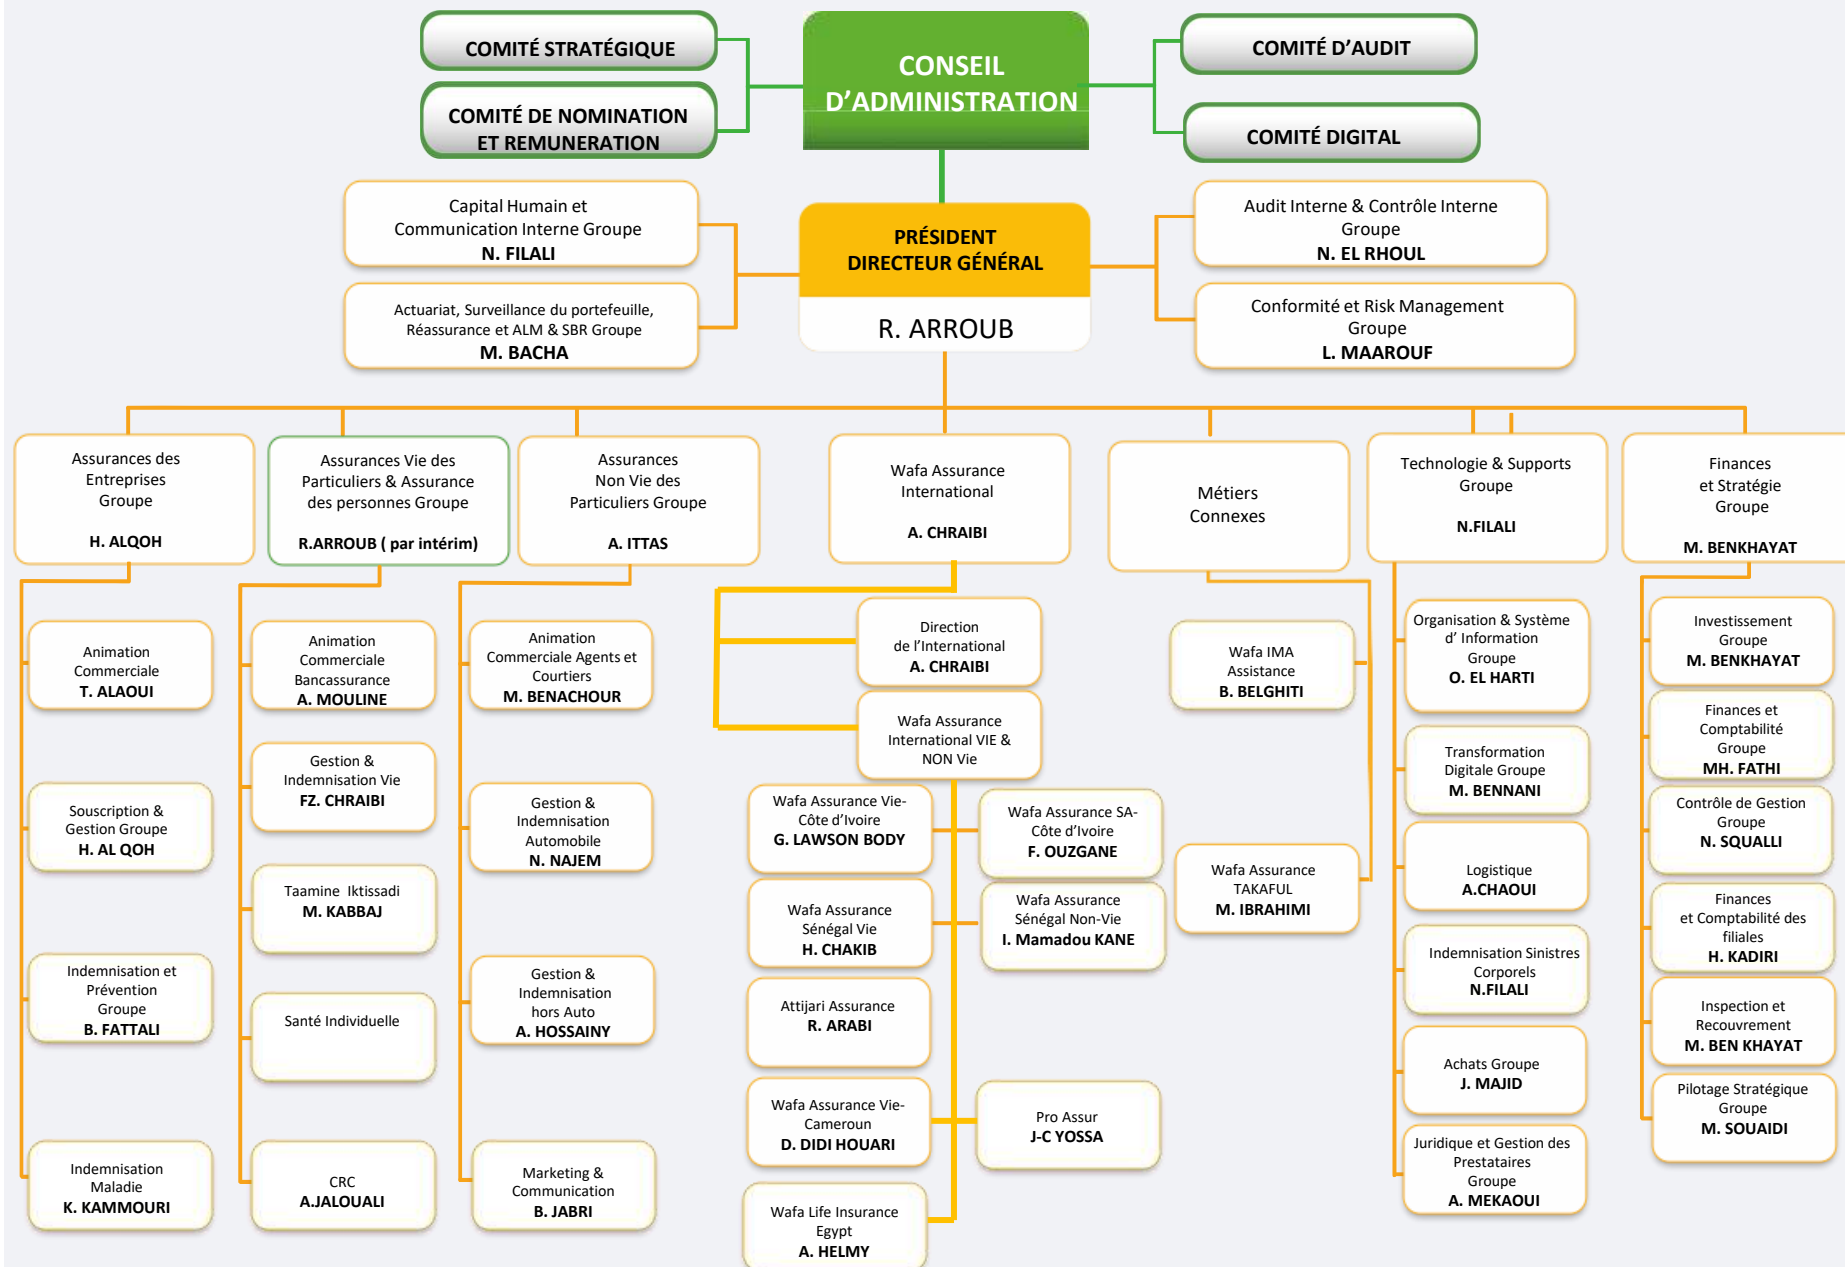 COMITÉ STRATÉGIQUE
COMITÉ DE NOMINATION
ET REMUNERATION
CONSEIL
D'ADMINISTRATION
COMITÉ D'AUDIT
COMITÉ DIGITAL
Capital Humain et
Communication Interne Groupe
N. FILALI
Actuariat, Surveillance du portefeuille,
Réassurance et ALM & SBR Groupe
M. BACHA
PRÉSIDENT
DIRECTEUR GÉNÉRAL
R. ARROUB
Audit Interne & Contrôle Interne
Groupe
N. EL RHOUL
Conformité et Risk Management
Groupe
L. MAAROUF
Assurances des
Entreprises
Groupe
H. ALQOH
Assurances Vie des
Particuliers & Assurance
des personnes Groupe
R.ARROUB ( par intérim)
Assurances
Non Vie des
Particuliers Groupe
A. ITTAS
Wafa Assurance
International
A. CHRAIBI
Métiers
Connexes
Technologie & Supports
Groupe
N.FILALI
Finances
et Stratégie
Groupe
M. BENKHAYAT
Animation
Commerciale
T. ALAOUI
Souscription &
Gestion Groupe
H. AL QOH
Indemnisation et
Prévention
Groupe
B. FATTALI
Indemnisation
Maladie
K. KAMMOURI
Animation
Commerciale
Bancassurance
A. MOULINE
Gestion &
Indemnisation Vie
FZ. CHRAIBI
Taamine Iktissadi
M. KABBAJ
Santé Individuelle
CRC
A.JALOUALI
Animation
Commerciale Agents et
Courtiers
M. BENACHOUR
Gestion &
Indemnisation
Automobile
N. NAJEM
Gestion &
Indemnisation
hors Auto
A. HOSSAINY
Marketing &
Communication
B. JABRI
Direction
de l'International
A. CHRAIBI
Wafa Assurance
International VIE &
NON Vie
Wafa Assurance Vie-
Côte d'Ivoire
G. LAWSON BODY
Wafa Assurance SA-
Côte d'Ivoire
F. OUZGANE
Wafa Assurance
Sénégal Vie
H. CHAKIB
Wafa Assurance
Sénégal Non-Vie
I. Mamadou KANE
Attijari Assurance
R. ARABI
Wafa Assurance Vie-
Cameroun
D. DIDI HOUARI
Pro Assur
J-C YOSSA
Wafa Life Insurance
Egypt
A. HELMY
Wafa IMA
Assistance
B. BELGHITI
Wafa Assurance
TAKAFUL
M. IBRAHIMI
Organisation & Système
d' Information
Groupe
O. EL HARTI
Transformation
Digitale Groupe
M. BENNANI
Logistique
A.CHAOUI
Indemnisation Sinistres
Corporels
N.FILALI
Achats Groupe
J. MAJID
Juridique et Gestion des
Prestataires
Groupe
A. MEKAOUI
Investissement
Groupe
M. BENKHAYAT
Finances et
Comptabilité
Groupe
MH. FATHI
Contrôle de Gestion
Groupe
N. SQUALLI
Finances
et Comptabilité des
filiales
H. KADIRI
Inspection et
Recouvrement
M. BEN KHAYAT
Pilotage Stratégique
Groupe
M. SOUAIDI